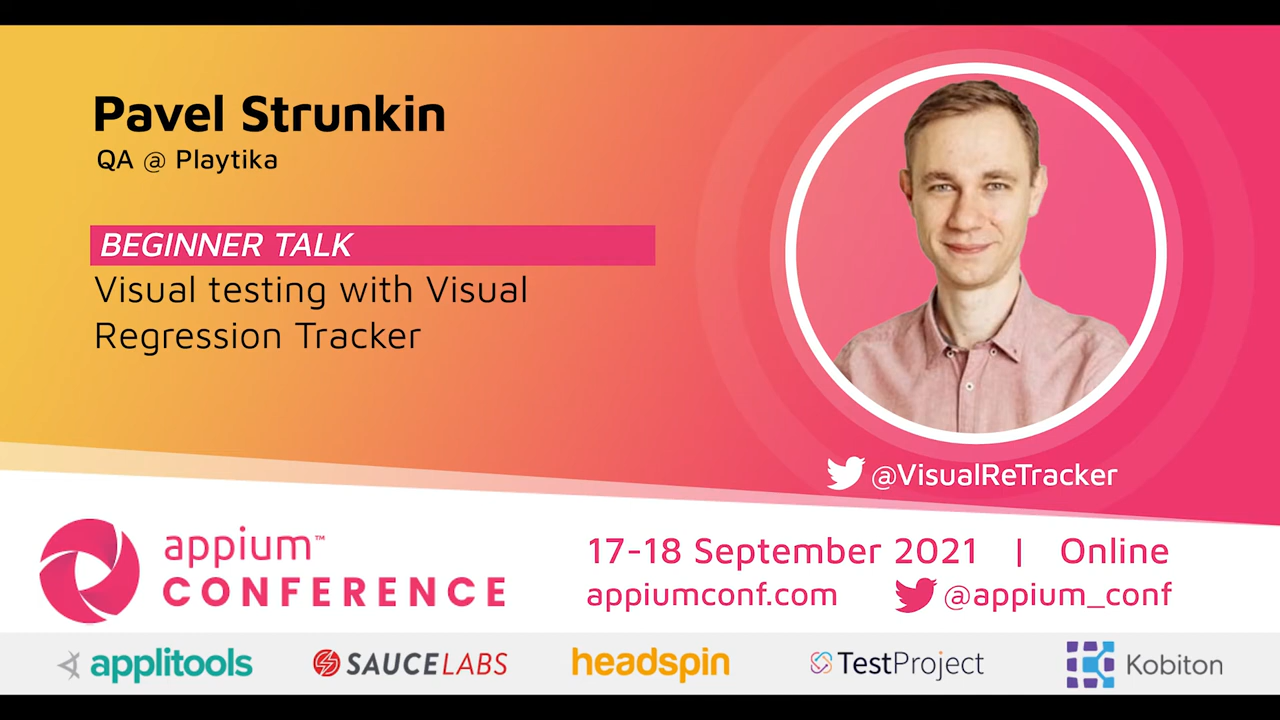 Pavel Strunkin
QA @ Playtika
BEGINNER TALK
Visual testing with Visual
Regression Tracker
@VisualReTracker
appium™
CONFERENCE
17-18 September 2021 | Online
appiumconf.com @appium_conf
applitools SAUCELABS headspin TestProject Kobiton